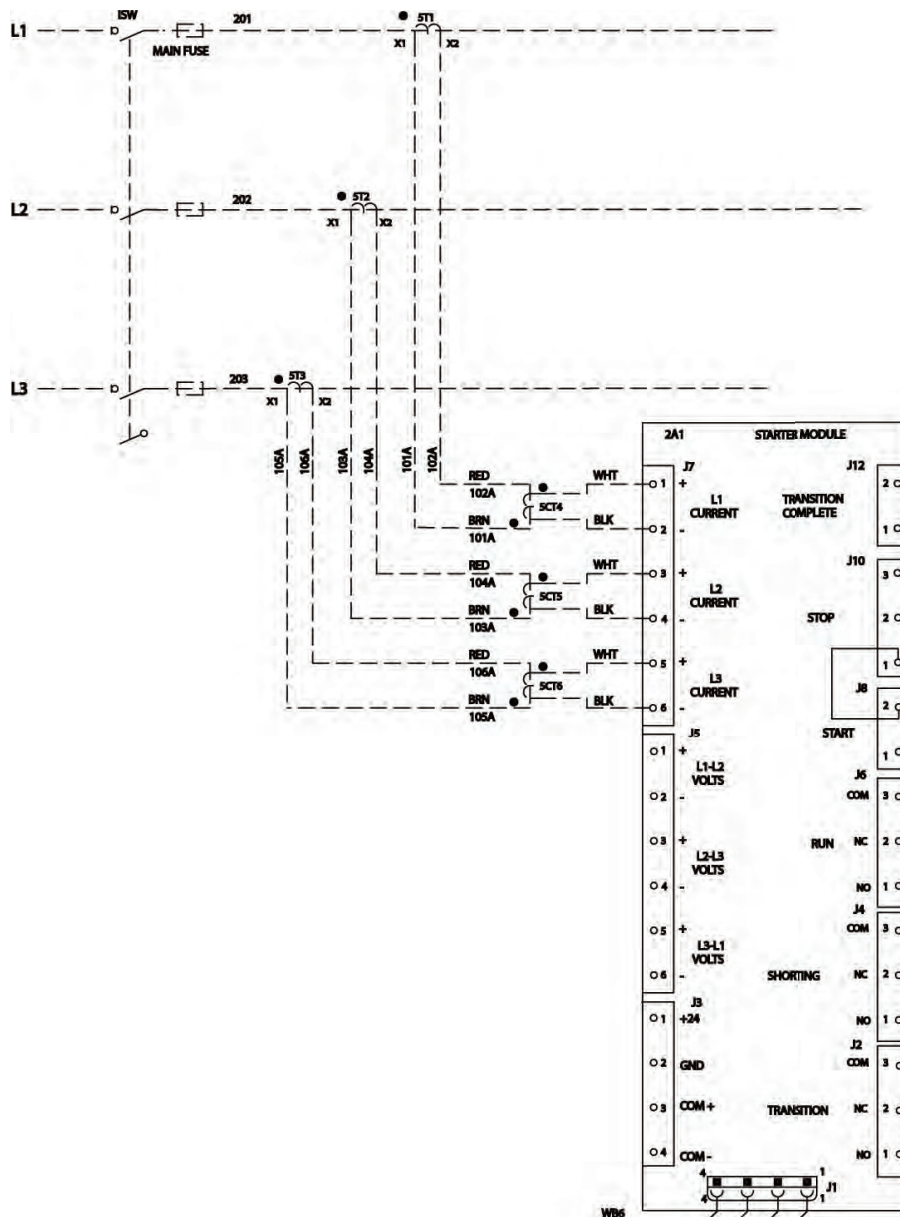 ISW
201
5T1
L1
X1
X2
MAIN FUSE
202
5T2
L2
X1
X2
203
5T3
L3
X1
X2
105A
106A
103A
104A
101A
102A
2A1
STARTER MODULE
J7
J12
RED
102A
WHT
1 +
L1
CURRENT
TRANSITION
COMPLETE
2
5CT4
BRN
101A
BLK
2 -
1
J10
RED
104A
WHT
3 +
L2
CURRENT
3
5CT5
BRN
103A
BLK
4 -
STOP
2
RED
106A
WHT
5 +
L3
CURRENT
1
5CT6
J8
BRN
105A
BLK
6 -
2
START
J5
1 +
L1-L2
VOLTS
1
J6
2 -
COM 3
3 +
L2-L3
VOLTS
RUN NC 2
4 -
NO 1
J4
5 +
L3-L1
VOLTS
COM 3
6 -
SHORTING NC 2
J3
1 +24
NO 1
J2
2 GND
COM 3
3 COM +
TRANSITION NC 2
4 COM -
NO 1
4 1
J1
4 1
WB6